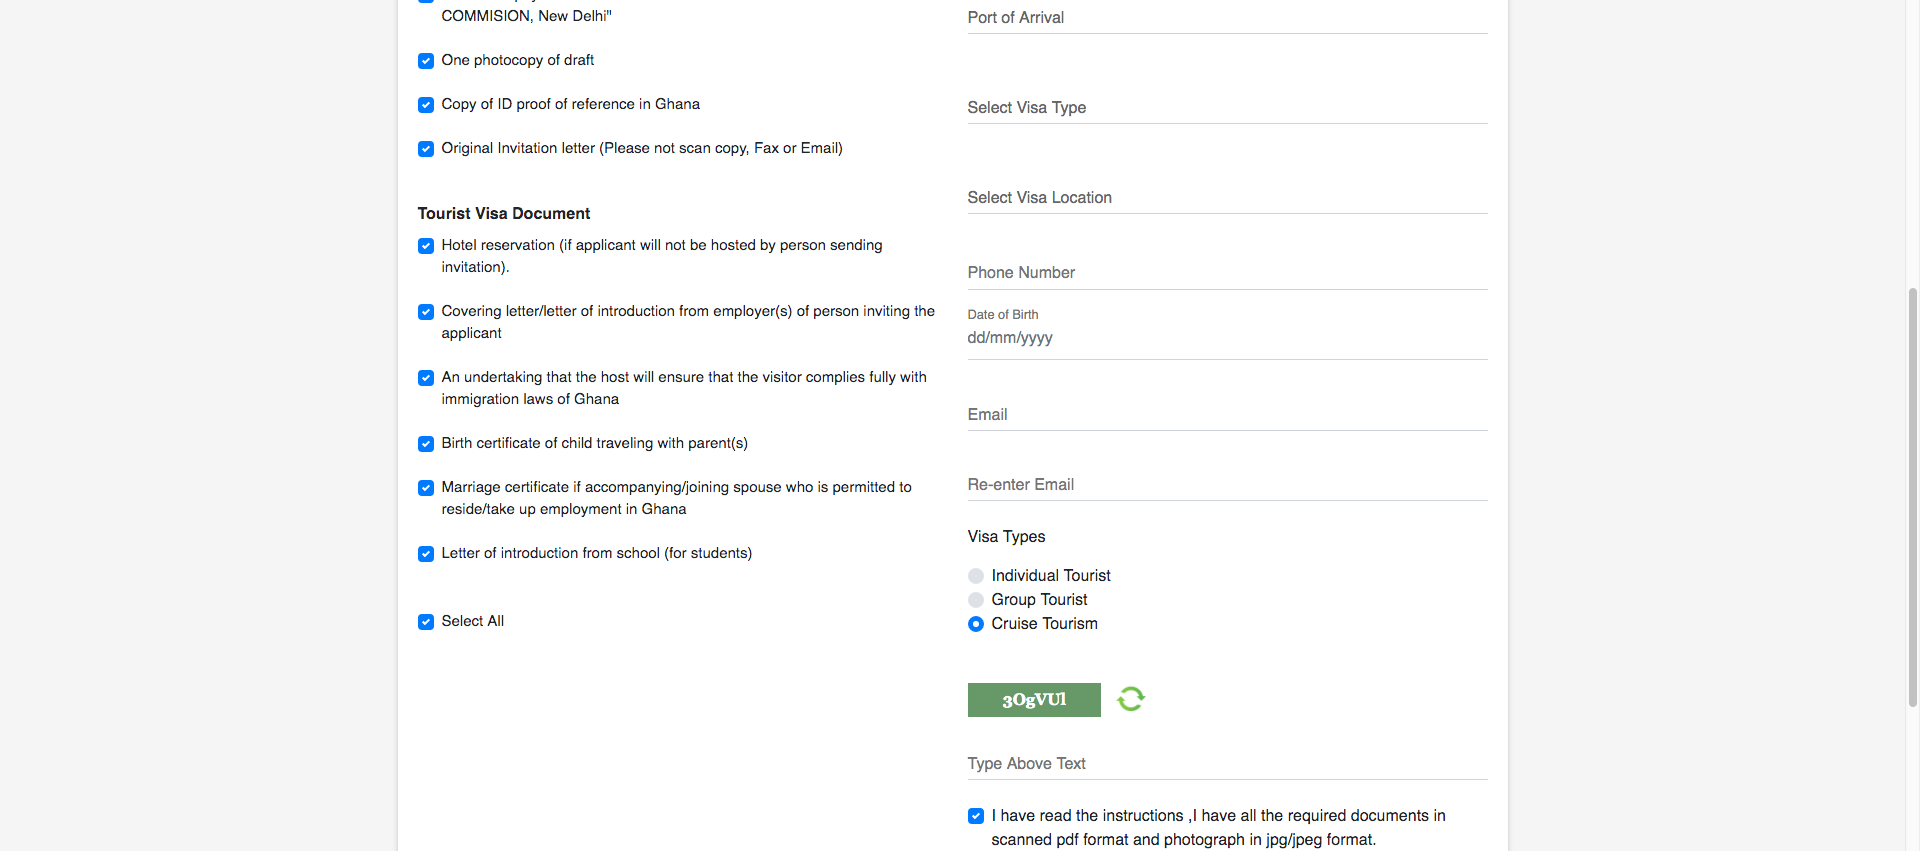 COMMISION, New Delhi"
One photocopy of draft
Copy of ID proof of reference in Ghana
Original Invitation letter (Please not scan copy, Fax or Email)
Tourist Visa Document
Hotel reservation (if applicant will not be hosted by person sending
invitation).
Covering letter/letter of introduction from employer(s) of person inviting the
applicant
An undertaking that the host will ensure that the visitor complies fully with
immigration laws of Ghana
Birth certificate of child traveling with parent(s)
Marriage certificate if accompanying/joining spouse who is permitted to
reside/take up employment in Ghana
Letter of introduction from school (for students)
Select All
Port of Arrival
Select Visa Type
Select Visa Location
Phone Number
Date of Birth
dd/mm/yyyy
Email
Re-enter Email
Visa Types
Individual Tourist
Group Tourist
Cruise Tourism
3OgVUl
Type Above Text
I have read the instructions ,I have all the required documents in
scanned pdf format and photograph in jpg/jpeg format.